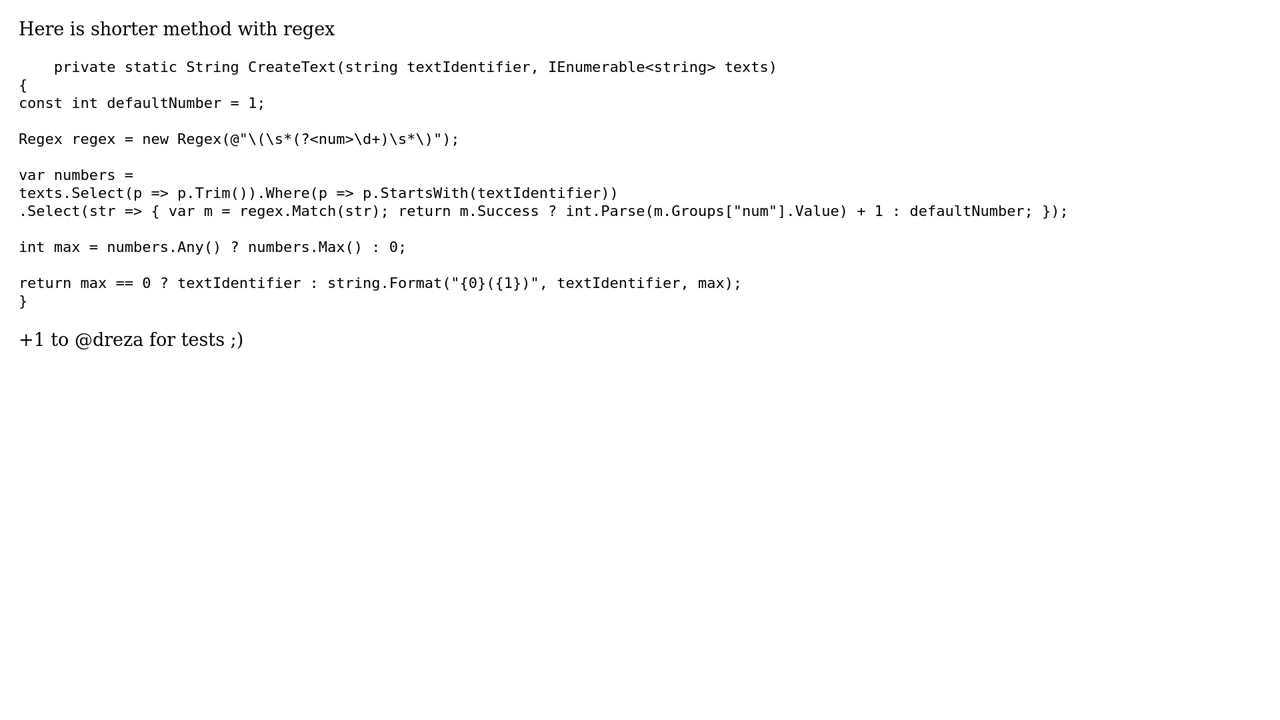 Here is shorter method with regex
    private static String CreateText(string textIdentifier, IEnumerable<string> texts)
{
const int defaultNumber = 1;
Regex regex = new Regex(@"\(\s*(?<num>\d+)\s*\)");
var numbers =
texts.Select(p => p.Trim()).Where(p => p.StartsWith(textIdentifier))
.Select(str => { var m = regex.Match(str); return m.Success ? int.Parse(m.Groups["num"].Value) + 1 : defaultNumber; });
int max = numbers.Any() ? numbers.Max() : 0;
return max == 0 ? textIdentifier : string.Format("{0}({1})", textIdentifier, max);
}
+1 to @dreza for tests ;)